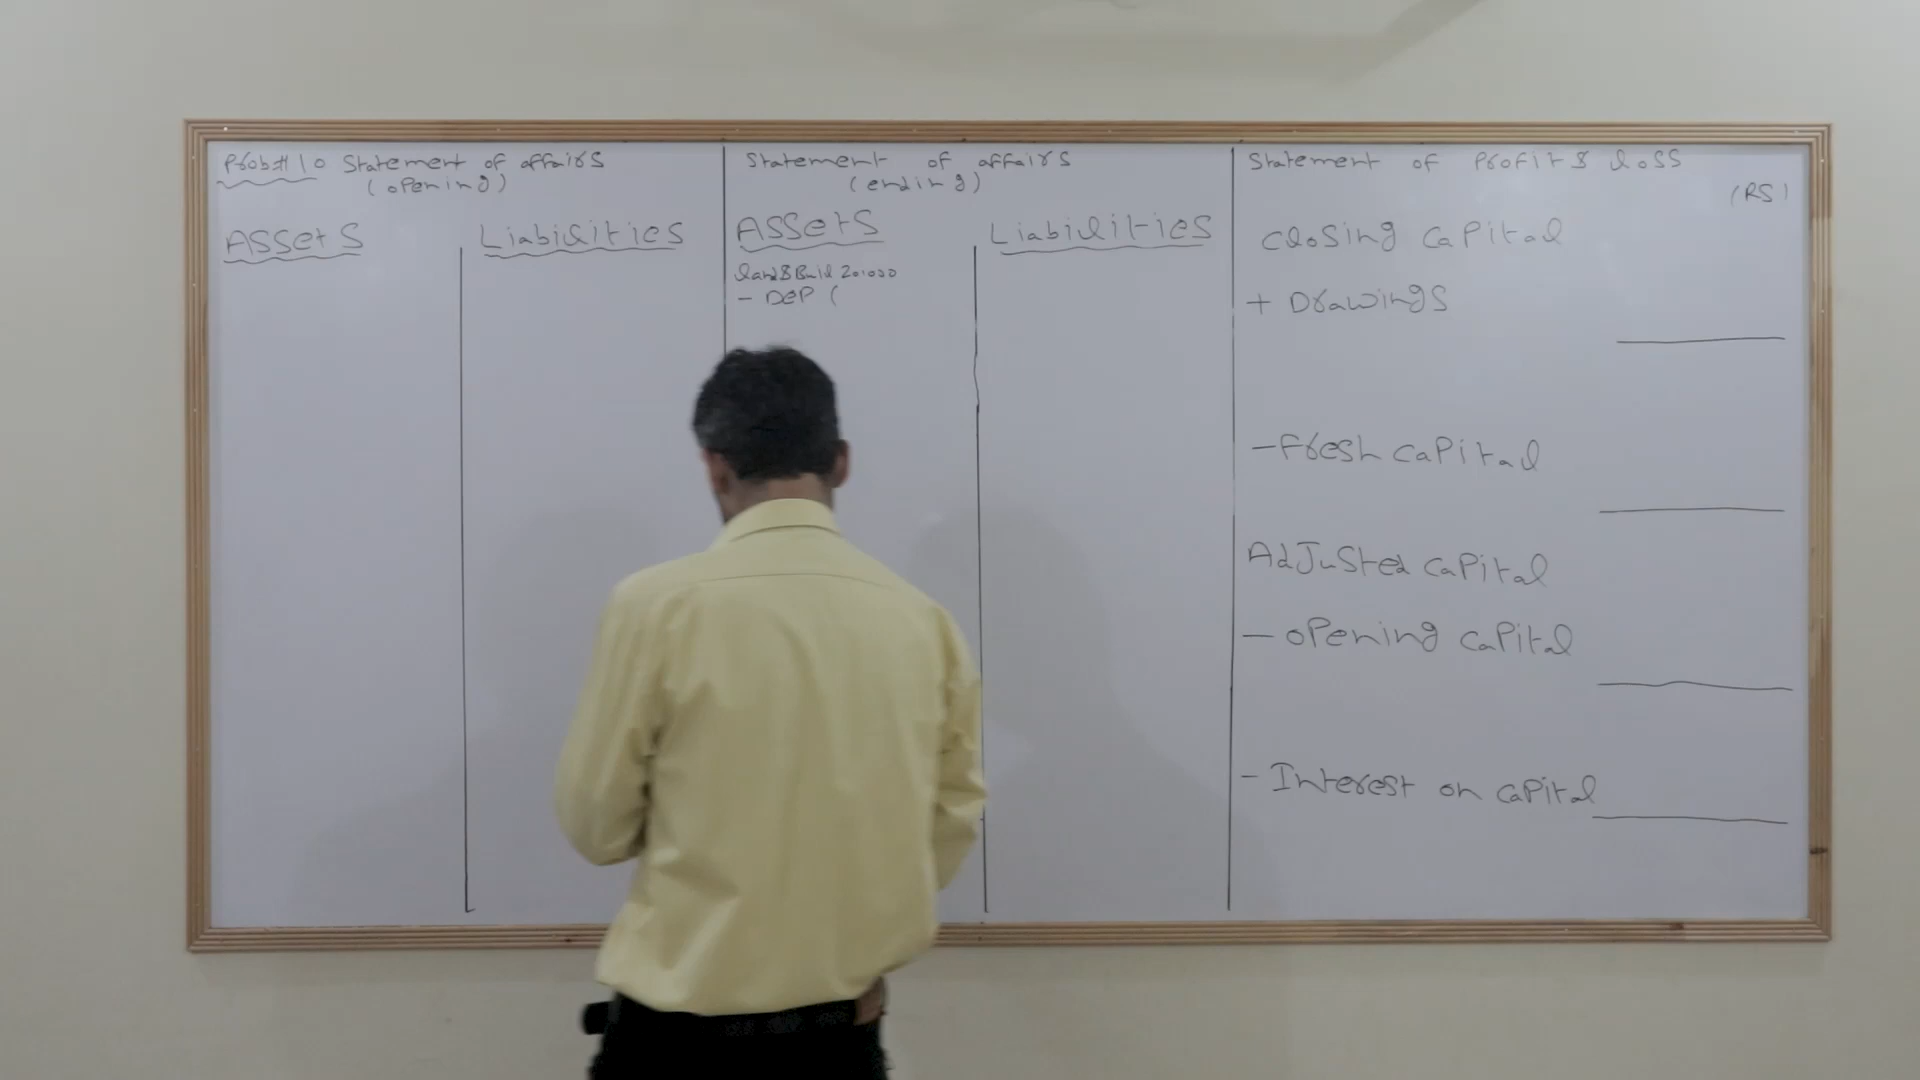 Prob#10 Statement of affairs
(opening)
Assets
Liabilities
Statement of affairs
(ending)
Assets
Liabilities
land & Build 201000
- Dep (
Statement of Profit & loss
(RS)
closing capital
+ Drawings
- Fresh capital
Adjusted capital
- opening capital
- Interest on capital